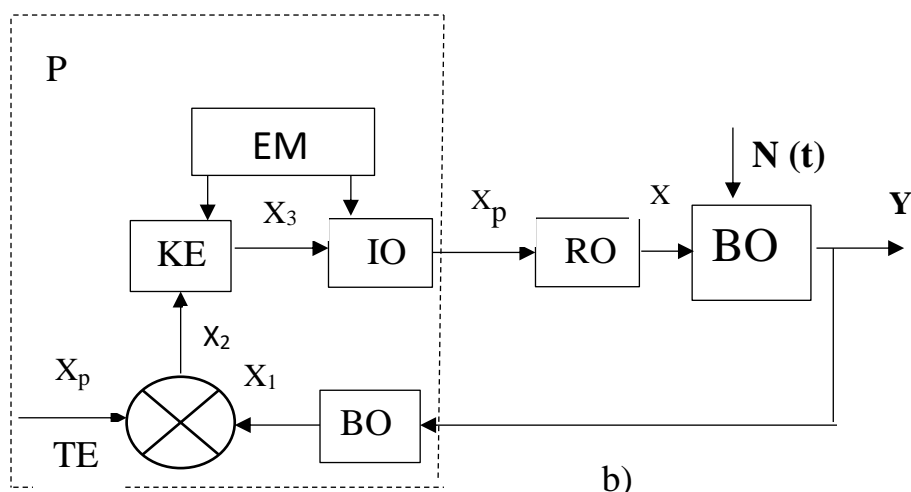 P
EM
N (t)
X₃
Xₚ
X
Y
KE
IO
RO
BO
X₂
Xₚ
X₁
BO
TE
b)